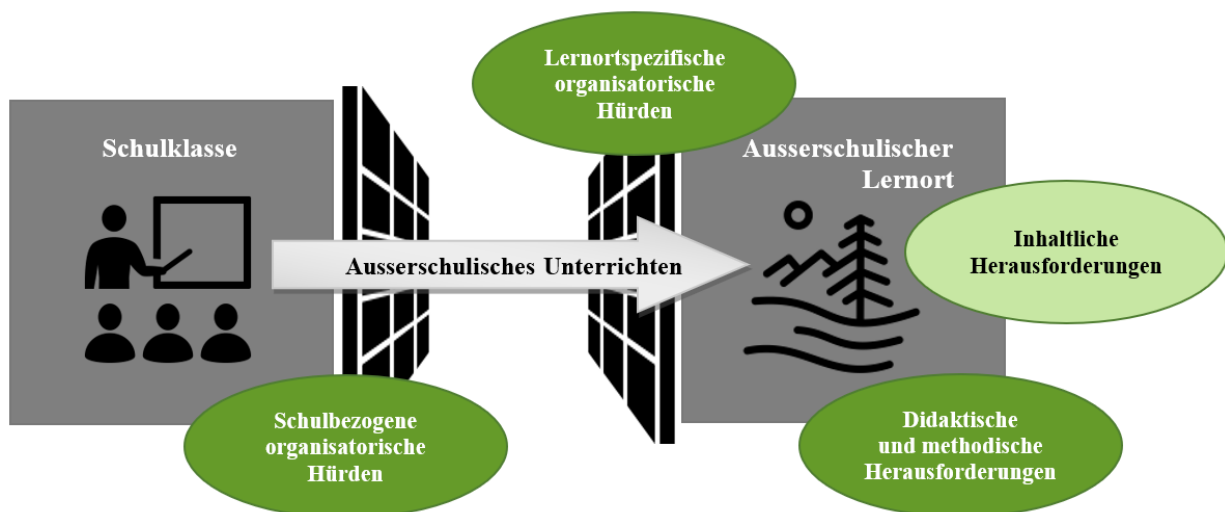 Lernortspezifische
organisatorische
Hürden
Schulklasse
Ausserschulischer
Lernort
Ausserschulisches Unterrichten
Inhaltliche
Herausforderungen
Schulbezogene
organisatorische
Hürden
Didaktische
und methodische
Herausforderungen